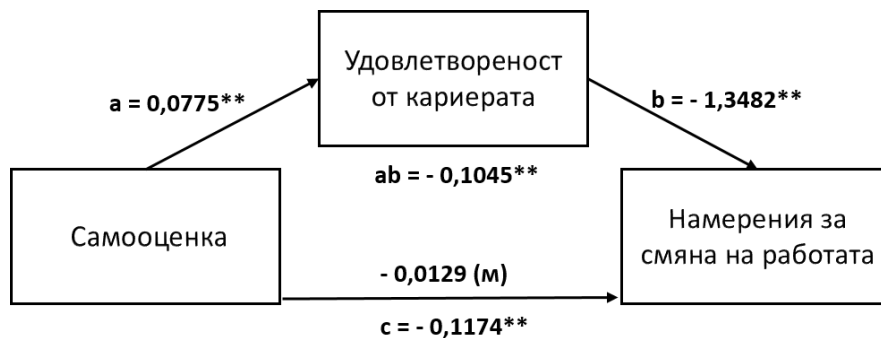 Удовлетвореност
от кариерата
a = 0,0775**
b = - 1,3482**
ab = - 0,1045**
Самооценка
Намерения за
смяна на работата
- 0,0129 (м)
c = - 0,1174**